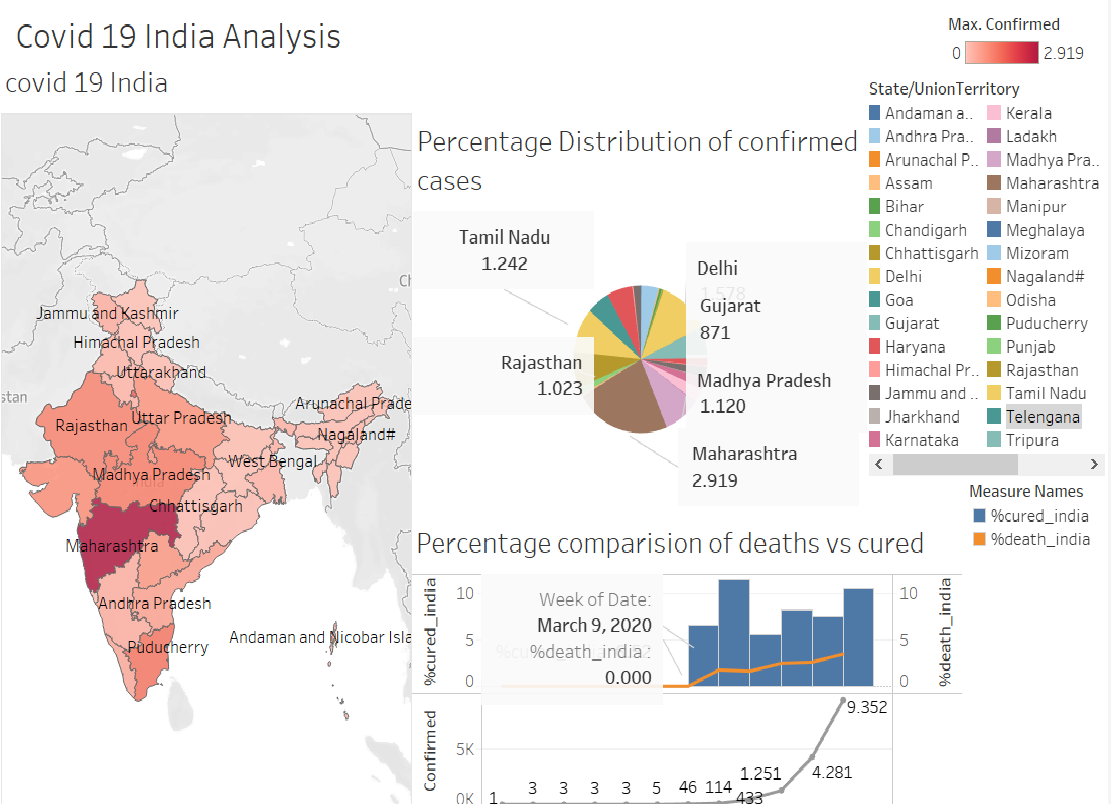 Covid 19 India Analysis
covid 19 India
Max. Confirmed
0 2.919
State/UnionTerritory
Andaman a..
Andhra Pra..
Arunachal P..
Assam
Bihar
Chandigarh
Chhattisgarh
Delhi
Goa
Gujarat
Haryana
Himachal Pr..
Jammu and ..
Jharkhand
Karnataka
Kerala
Ladakh
Madhya Pra..
Maharashtra
Manipur
Meghalaya
Mizoram
Nagaland#
Odisha
Puducherry
Punjab
Rajasthan
Tamil Nadu
Telengana
Tripura
Measure Names
%cured_india
%death_india
Jammu and Kashmir
Himachal Pradesh
Uttarakhand
stan
Ch
Arunachal Prade
Uttar Pradesh
Rajasthan
Nagaland#
West Bengal
Madhya Pradesh
India
Chhattisgarh
Maharashtra
Andhra Pradesh
Andaman and Nicobar Isla
Puducherry
Percentage Distribution of confirmed
cases
Tamil Nadu
1.242
Delhi
1.578
Gujarat
871
Rajasthan
1.023
Madhya Pradesh
1.120
Maharashtra
2.919
Percentage comparision of deaths vs cured
%cured_india
10
5
0
Week of Date:
March 9, 2020
%death_india:
0.000
10
5
0
%death_india
Confirmed
5K
0K
1
3
3
3
3
5
46
114
433
1.251
4.281
9.352